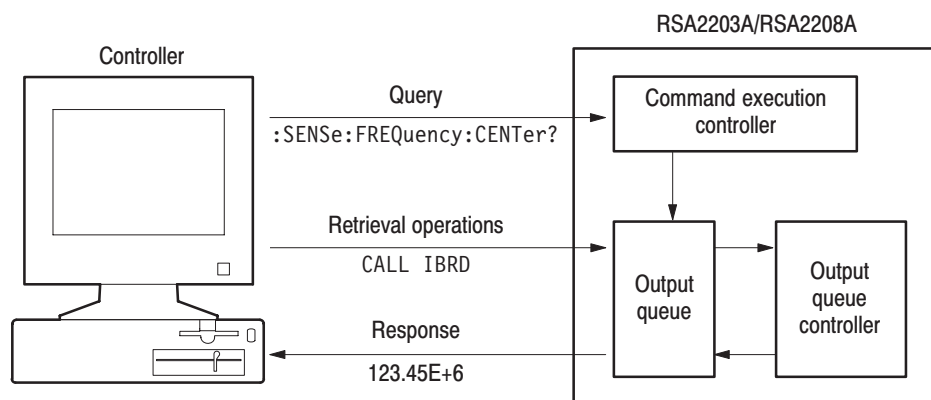 RSA2203A/RSA2208A
Controller
Query
:SENSe:FREQuency:CENTer?
Command execution
controller
Retrieval operations
CALL IBRD
Output
queue
Output
queue
controller
Response
123.45E+6